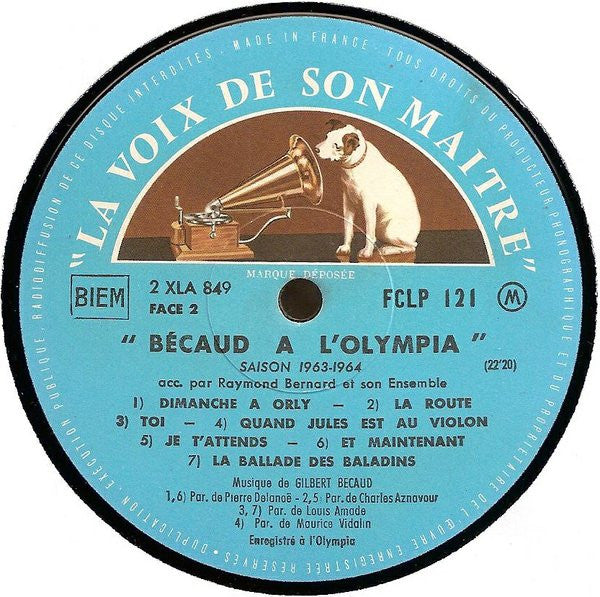 DUPLICATION, EXÉCUTION PUBLIQUE, RADIODIFFUSION DE CE DISQUE INTERDITES. · MADE IN FRANCE · TOUS DROITS DU PRODUCTEUR PHONOGRAPHIQUE ET DU PROPRIETAIRE DE L'ŒUVRE ENREGISTREE RESERVES ·
"LA VOIX DE SON MAITRE"
MARQUE DÉPOSÉE
BIEM 2 XLA 849 FCLP 121 M
FACE 2
" BÉCAUD A L'OLYMPIA "
SAISON 1963-1964 (22'20)
acc. par Raymond Bernard et son Ensemble
1) DIMANCHE A ORLY — 2) LA ROUTE
3) TOI — 4) QUAND JULES EST AU VIOLON
5) JE T'ATTENDS — 6) ET MAINTENANT
7) LA BALLADE DES BALADINS
Musique de GILBERT BECAUD
1,6) Par. de Pierre Delanoë - 2,5) Par. de Charles Aznavour
3, 7) Par. de Louis Amade
4) Par. de Maurice Vidalin
Enregistré à l'Olympia